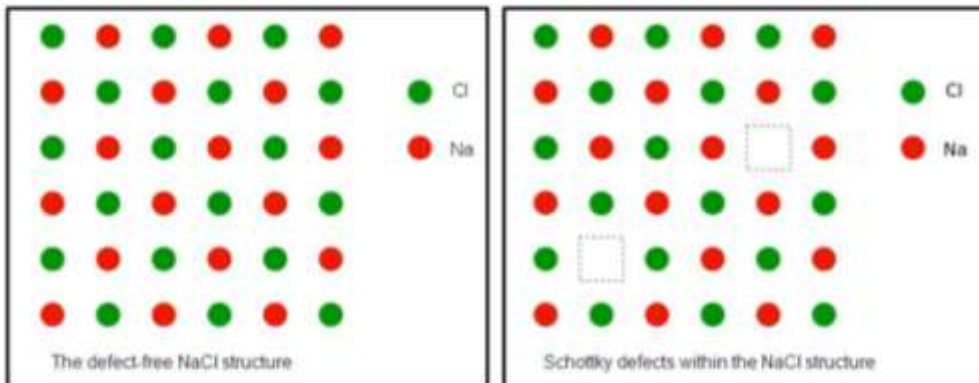 Cl
Na
The defect-free NaCl structure
Cl
Na
Schottky defects within the NaCl structure